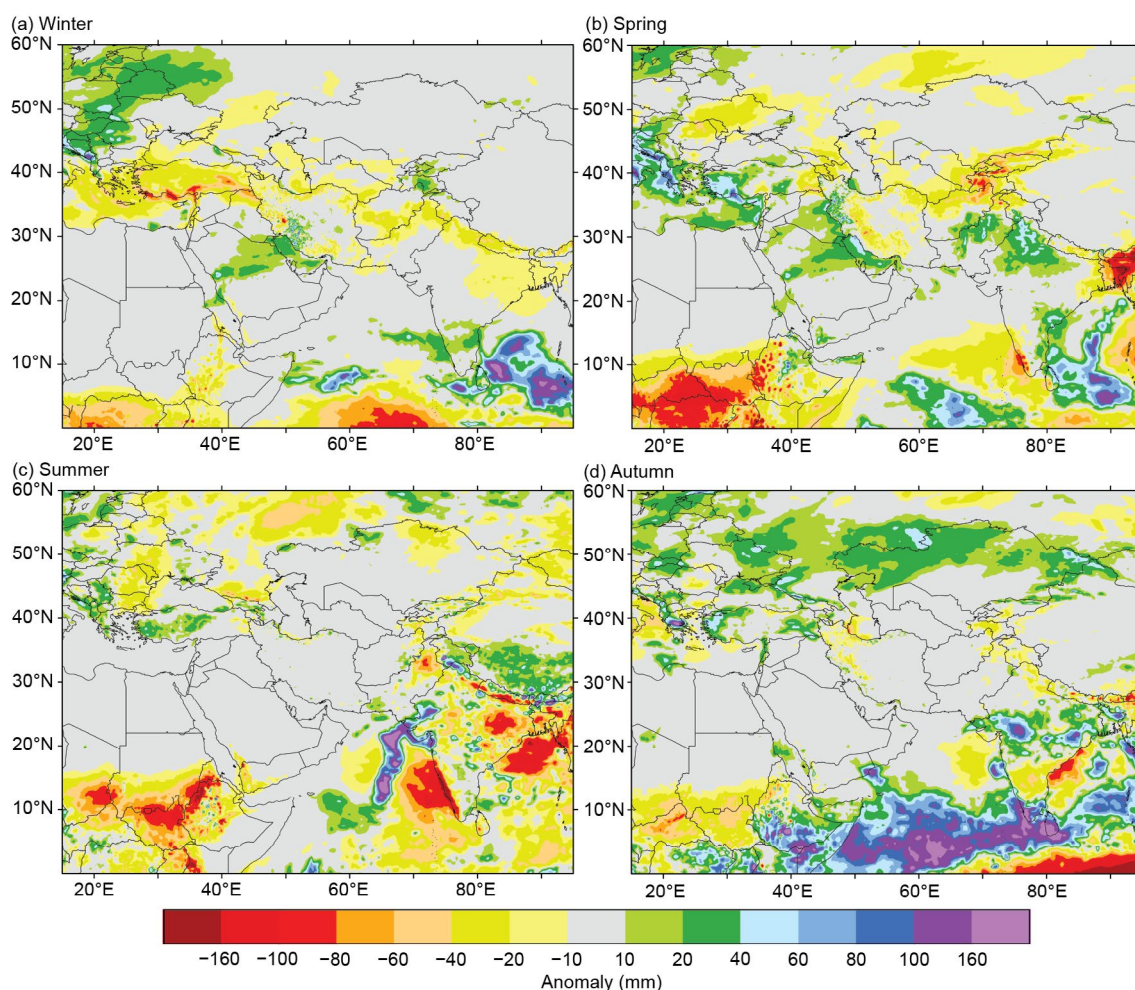 (a) Winter
(b) Spring
60°N
50°N
40°N
30°N
20°N
10°N
20°E 40°E 60°E 80°E
60°N
50°N
40°N
30°N
20°N
10°N
20°E 40°E 60°E 80°E
(c) Summer
(d) Autumn
60°N
50°N
40°N
30°N
20°N
10°N
20°E 40°E 60°E 80°E
60°N
50°N
40°N
30°N
20°N
10°N
20°E 40°E 60°E 80°E
−160 −100 −80 −60 −40 −20 −10 10 20 40 60 80 100 160
Anomaly (mm)